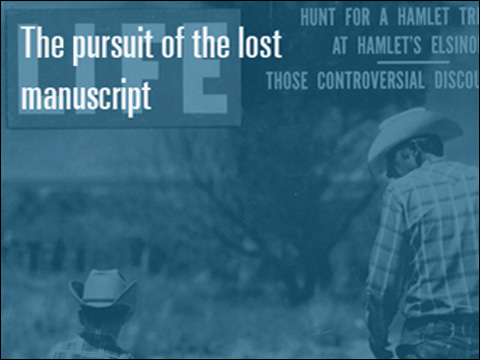 The pursuit of the lost
manuscript
LIFE
HUNT FOR A HAMLET
AT HAMLET'S
THOSE CONTROVERSIAL